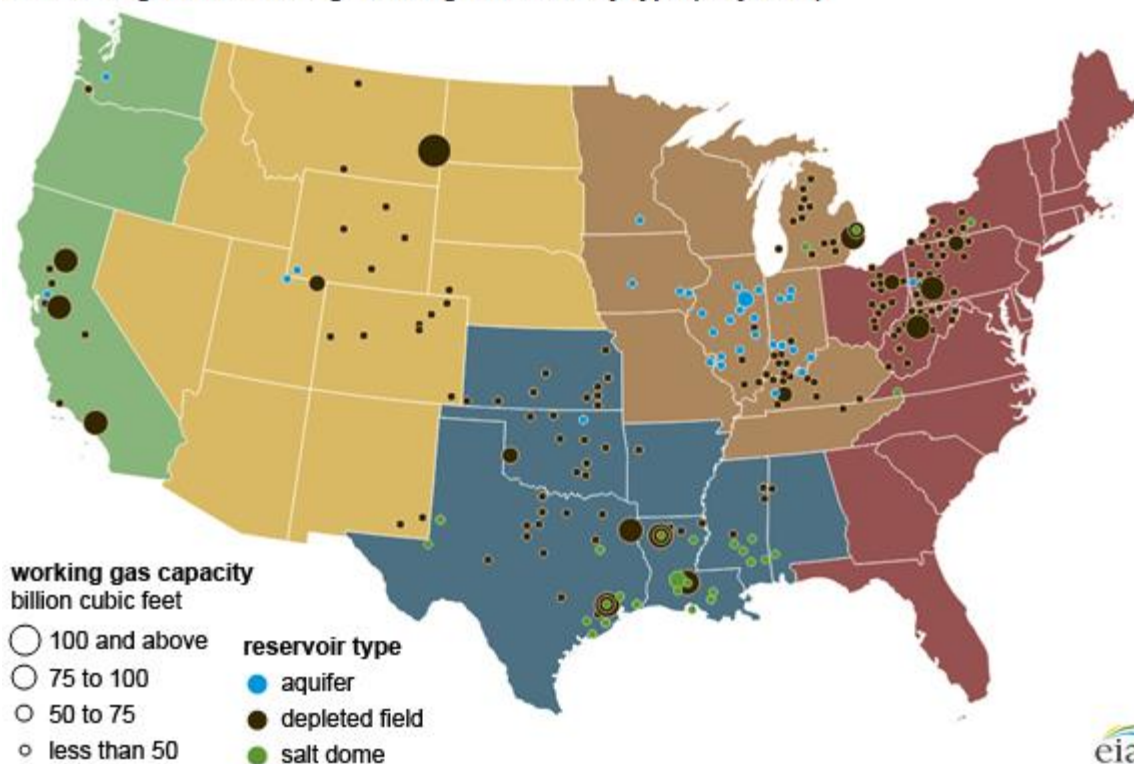 working gas capacity
billion cubic feet
100 and above
75 to 100
50 to 75
less than 50
reservoir type
aquifer
depleted field
salt dome
eia